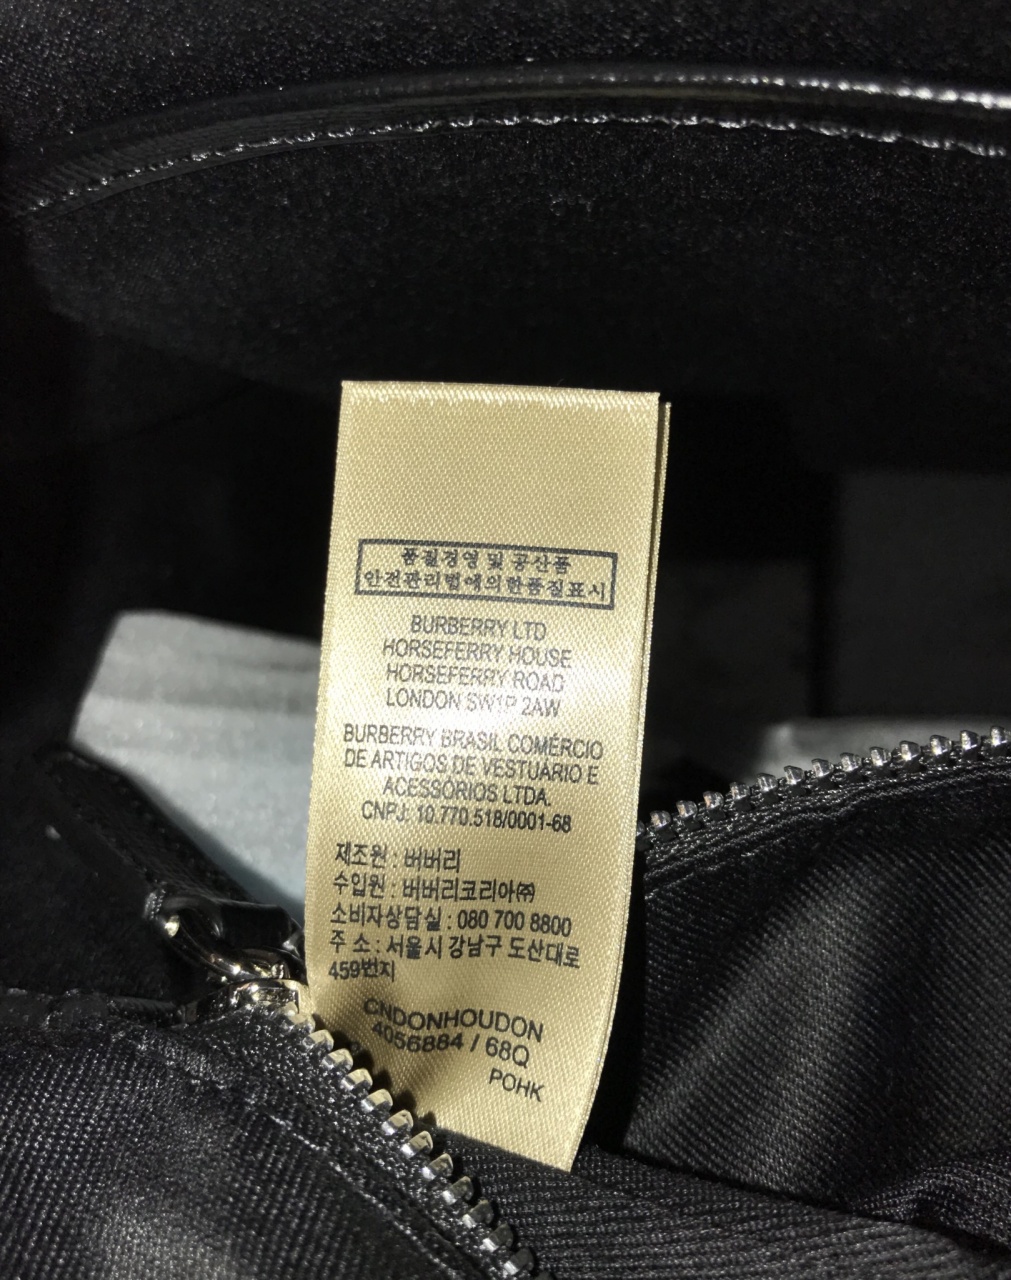 품질경영 및 공산품
안전관리법에의한품질표시
BURBERRY LTD
HORSEFERRY HOUSE
HORSEFERRY ROAD
LONDON SW1P 2AW
BURBERRY BRASIL COMÉRCIO
DE ARTIGOS DE VESTUÁRIO E
ACESSORIOS LTDA.
CNPJ: 10.770.518/0001-68
제조원 : 버버리
수입원 : 버버리코리아㈜
소비자상담실 : 080 700 8800
주 소 : 서울시 강남구 도산대로
459번지
CNDONHOUDON
4056884 / 68Q
POHK